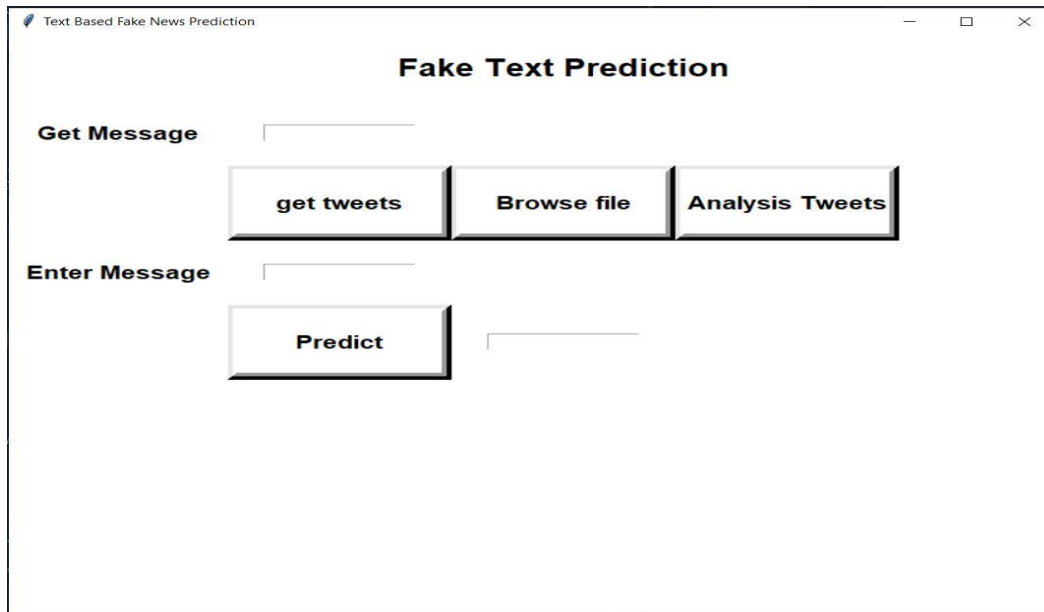 Text Based Fake News Prediction
Fake Text Prediction
Get Message
get tweets Browse file Analysis Tweets
Enter Message
Predict